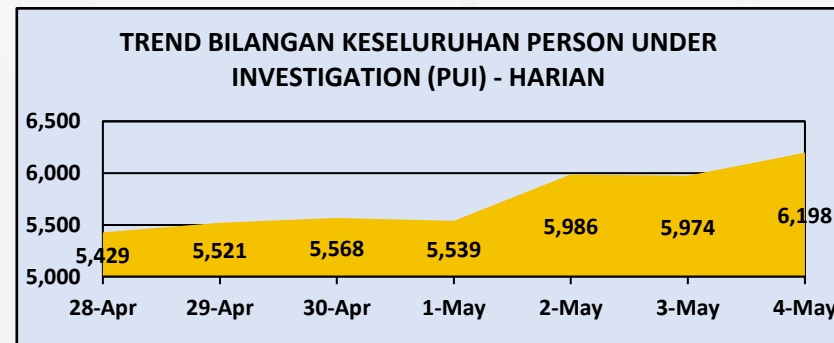 TREND BILANGAN KESELURUHAN PERSON UNDER
INVESTIGATION (PUI) - HARIAN
6,500
6,000
5,500
5,000
5,429
5,521
5,568
5,539
5,986
5,974
6,198
28-Apr
29-Apr
30-Apr
1-May
2-May
3-May
4-May